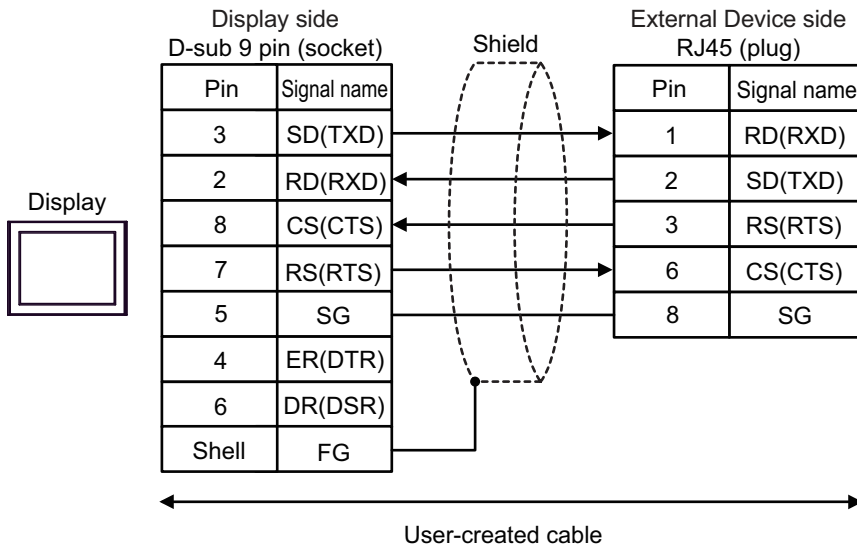 Display side
D-sub 9 pin (socket)
Shield
External Device side
RJ45 (plug)
Pin Signal name
3 SD(TXD)
2 RD(RXD)
8 CS(CTS)
7 RS(RTS)
5 SG
4 ER(DTR)
6 DR(DSR)
Shell FG
Pin Signal name
1 RD(RXD)
2 SD(TXD)
3 RS(RTS)
6 CS(CTS)
8 SG
Display
User-created cable